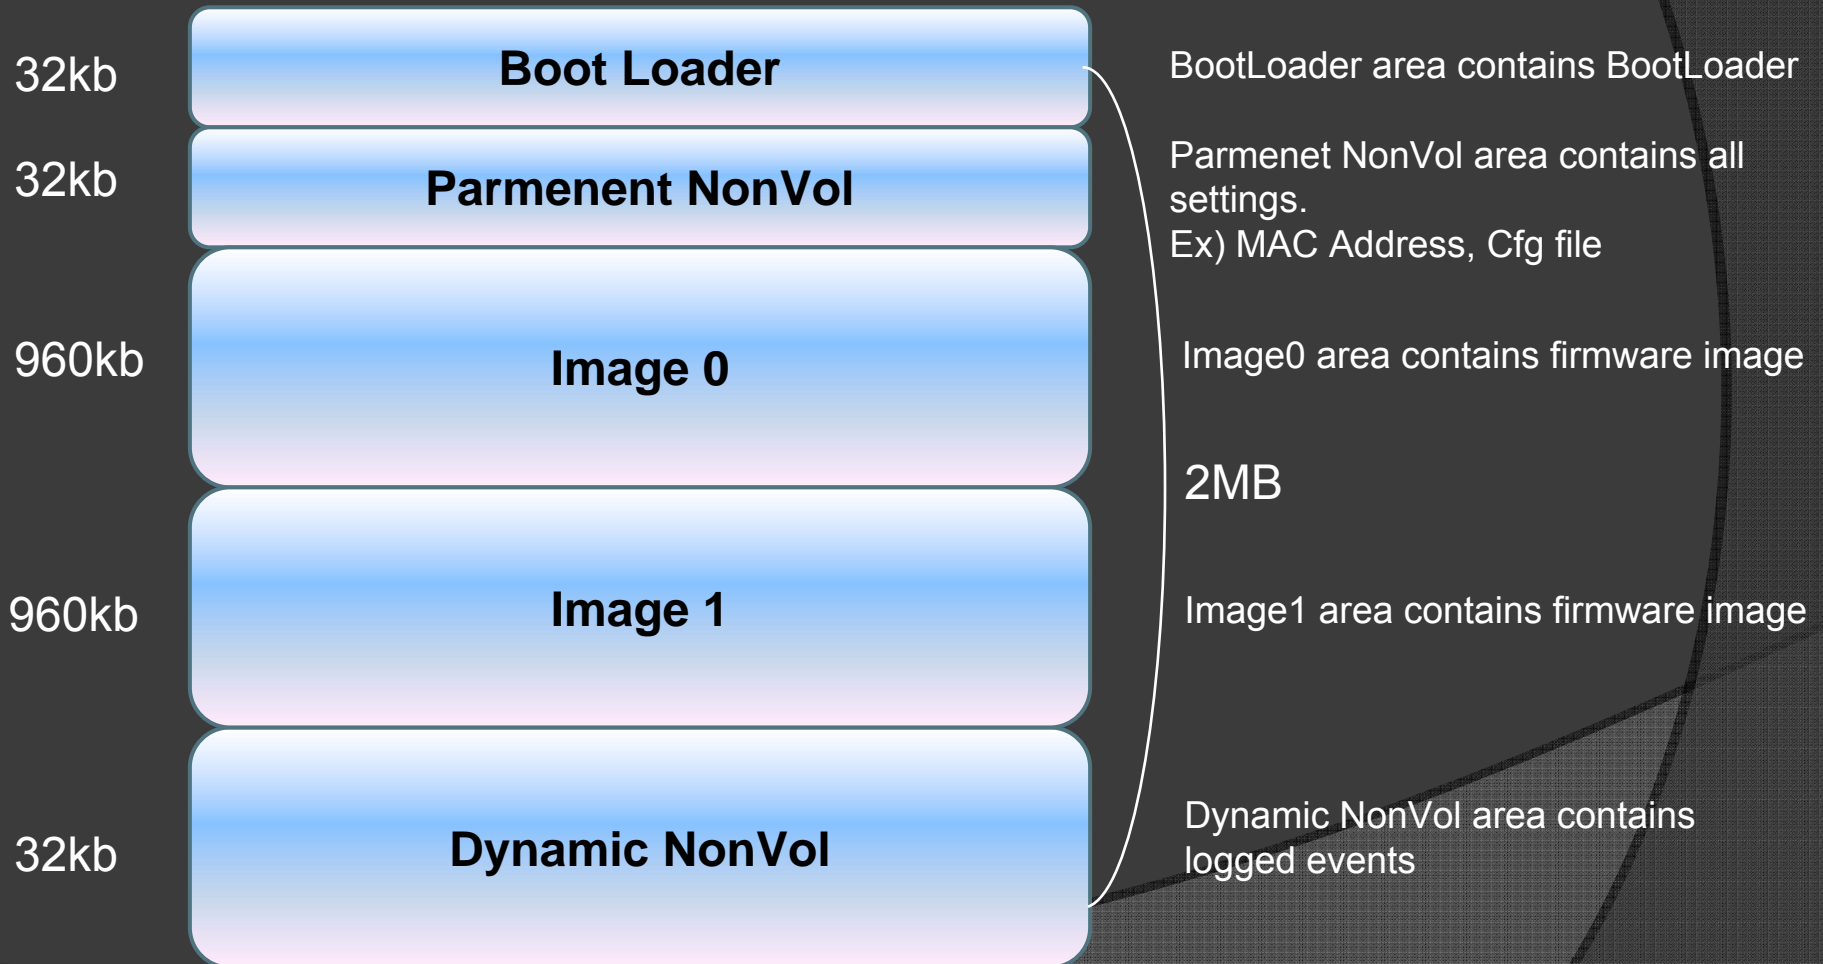 32kb
Boot Loader
BootLoader area contains BootLoader
32kb
Parmenent NonVol
Parmenet NonVol area contains all
settings.
Ex) MAC Address, Cfg file
960kb
Image 0
Image0 area contains firmware image
2MB
960kb
Image 1
Image1 area contains firmware image
32kb
Dynamic NonVol
Dynamic NonVol area contains
logged events